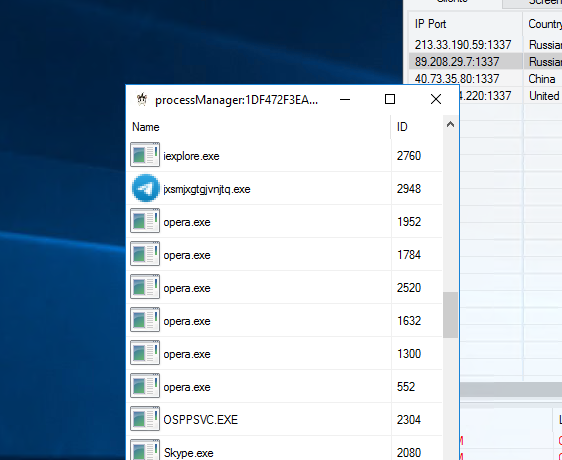 Clients Screen
IP Port Country
213.33.190.59:1337 Russian
89.208.29.7:1337 Russian
40.73.35.80:1337 China
4.220:1337 United
processManager:1DF472F3EA...
Name ID
iexplore.exe 2760
jxsmjxgtgjvnjtq.exe 2948
opera.exe 1952
opera.exe 1784
opera.exe 2520
opera.exe 1632
opera.exe 1300
opera.exe 552
OSPPSVC.EXE 2304
Skype.exe 2080